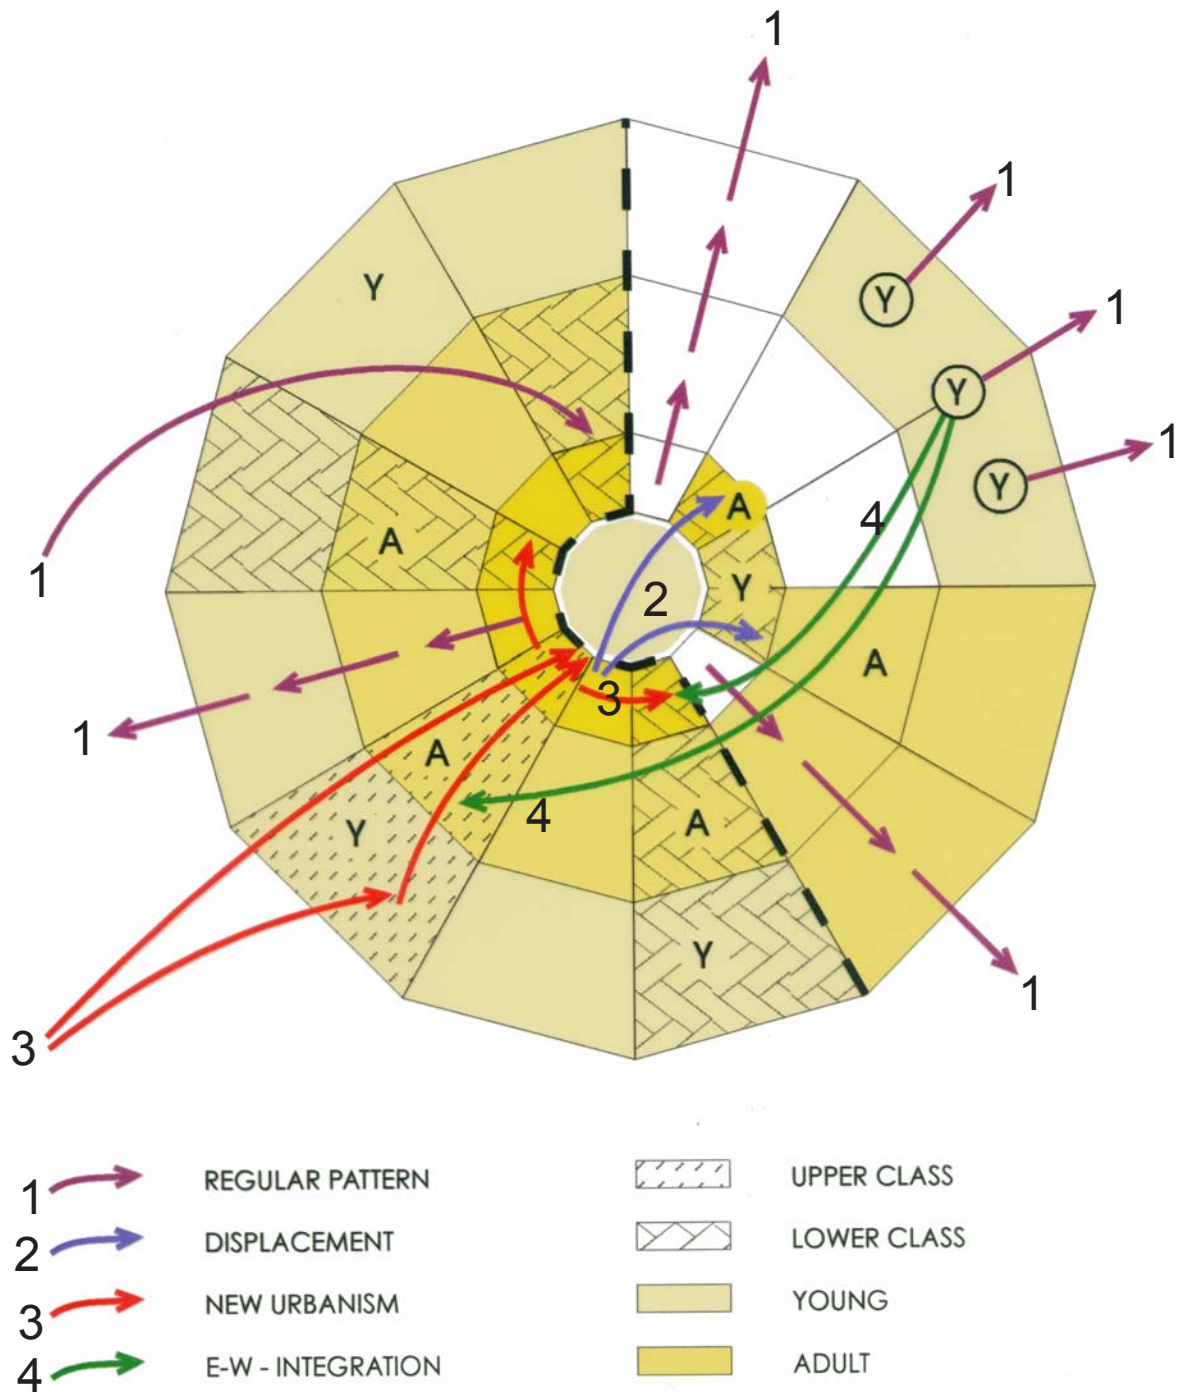 1
1
Y
Y
1
Y
1
Y
4
A
A
Y
1
2
A
3
1
A
4
A
Y
Y
1
3
1 REGULAR PATTERN
2 DISPLACEMENT
3 NEW URBANISM
4 E-W - INTEGRATION
UPPER CLASS
LOWER CLASS
YOUNG
ADULT